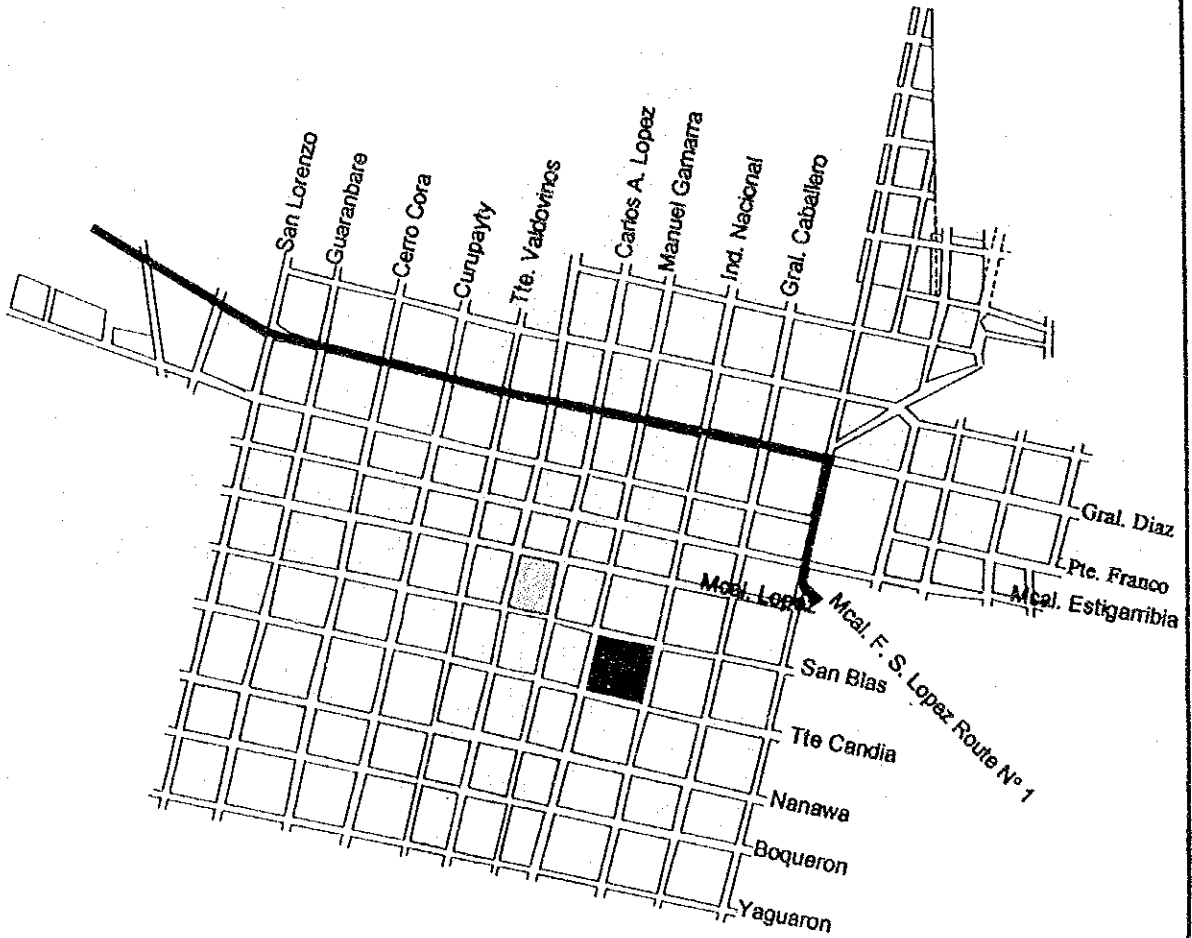 San Lorenzo
Guaranbare
Cerro Cora
Curupayty
Tte. Valdovinos
Carlos A. Lopez
Manuel Gamarra
Ind. Nacional
Gral. Caballero
Gral. Diaz
Pte. Franco
Mcal. Estigarribia
Mcal. Lopez
Mcal. F. S. Lopez Route Nº 1
San Blas
Tte Candia
Nanawa
Boqueron
Yaguaron